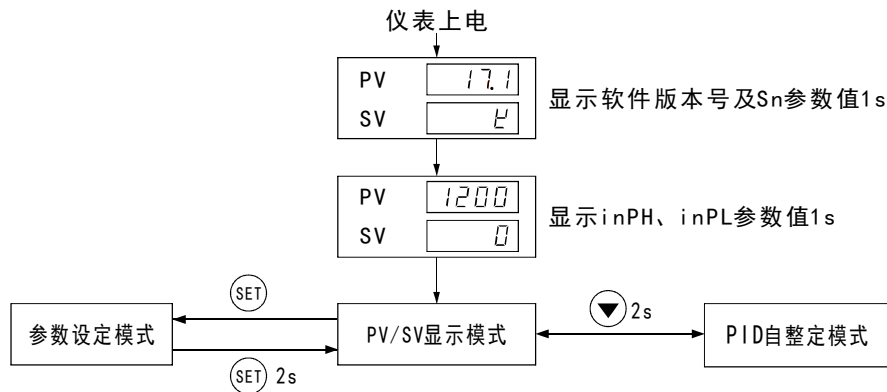 仪表上电
PV 17.1
SV
显示软件版本号及Sn参数值1s
PV 1200
SV 0
显示inPH、inPL参数值1s
SET
参数设定模式
PV/SV显示模式
2s
PID自整定模式
SET 2s